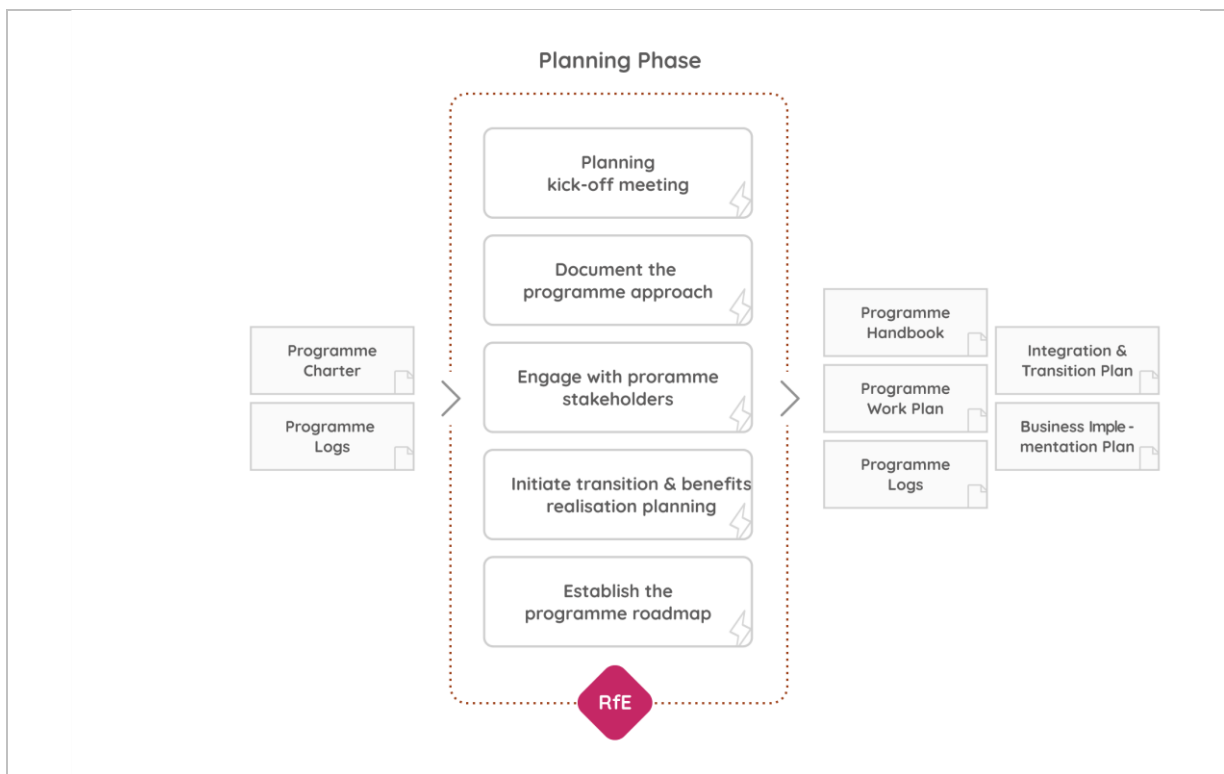 Planning Phase
Programme
Charter
Programme
Logs
Planning
kick-off meeting
Document the
programme approach
Engage with proramme
stakeholders
Initiate transition & benefits
realisation planning
Establish the
programme roadmap
RfE
Programme
Handbook
Programme
Work Plan
Programme
Logs
Integration &
Transition Plan
Business Imple -
mentation Plan